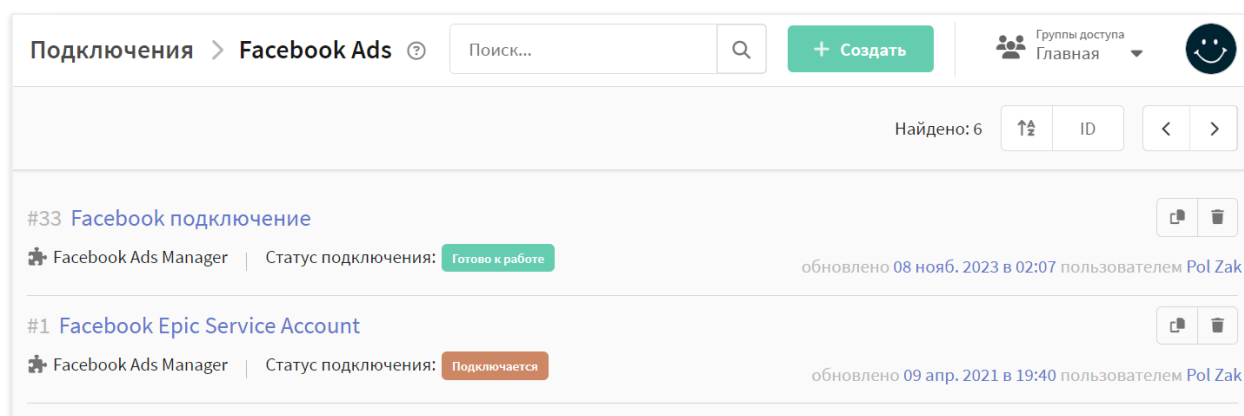 Подключения > Facebook Ads ? Поиск... + Создать Группы доступа Главная
Найдено: 6 ID
#33 Facebook подключение
Facebook Ads Manager Статус подключения: Готово к работе
обновлено 08 нояб. 2023 в 02:07 пользователем Pol Zak
#1 Facebook Epic Service Account
Facebook Ads Manager Статус подключения: Подключается
обновлено 09 апр. 2021 в 19:40 пользователем Pol Zak